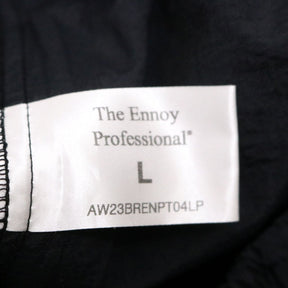 The Ennoy
Professional®
L
AW23BRENPT04LP